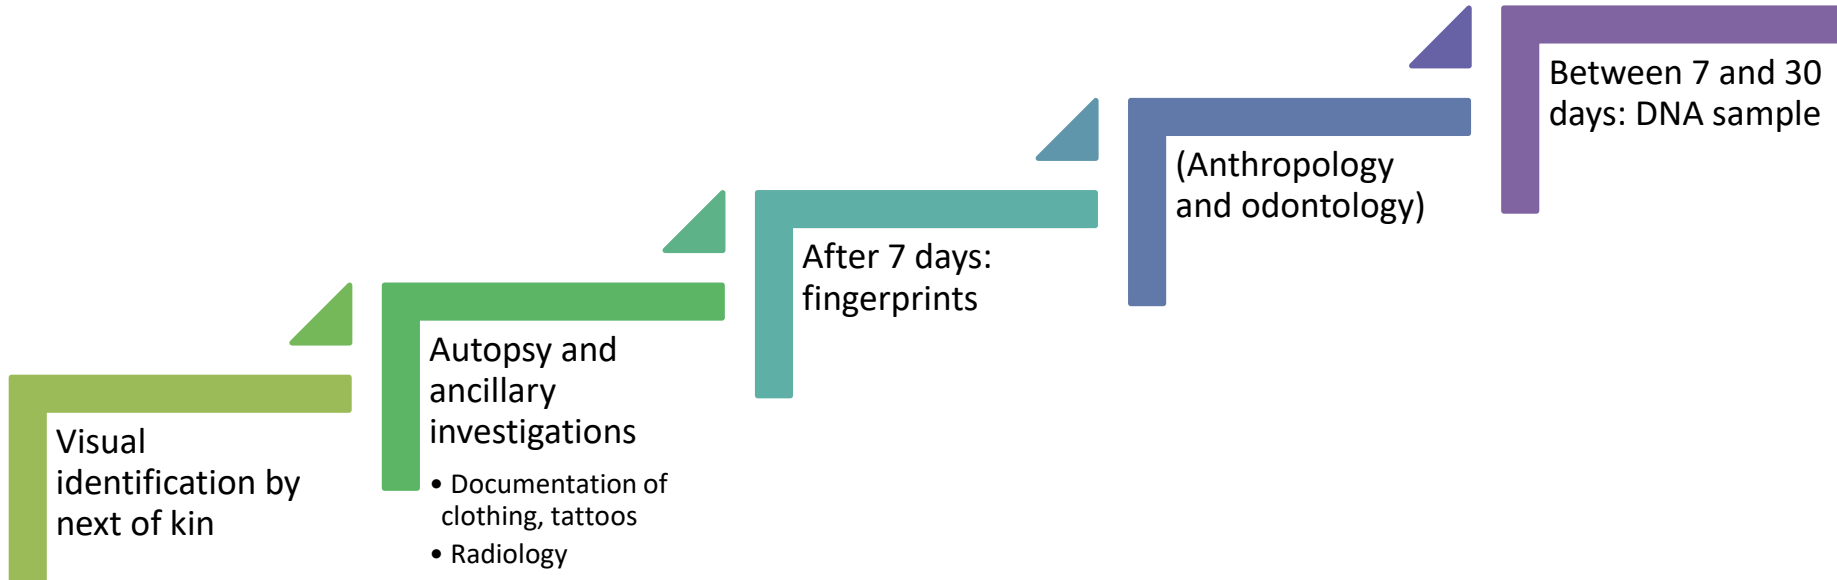 Visual
identification by
next of kin
Autopsy and
ancillary
investigations
• Documentation of
clothing, tattoos
• Radiology
After 7 days:
fingerprints
(Anthropology
and odontology)
Between 7 and 30
days: DNA sample